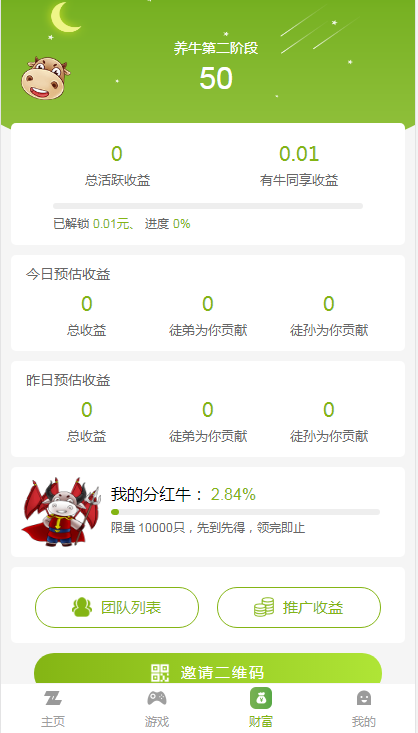 养牛第二阶段
50
0
0.01
总活跃收益
有牛同享收益
已解锁 0.01元、 进度 0%
今日预估收益
0
0
0
总收益
徒弟为你贡献
徒孙为你贡献
昨日预估收益
0
0
0
总收益
徒弟为你贡献
徒孙为你贡献
我的分红牛： 2.84%
限量 10000只，先到先得，领完即止
团队列表
推广收益
邀请二维码
主页
游戏
财富
我的